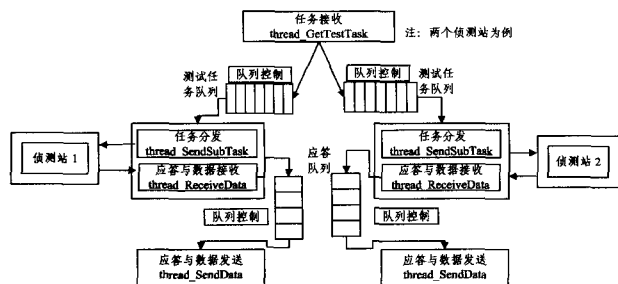 任务接收
thread_GetTestTask
注: 两个侦测站为例
队列控制
测试任
务队列
队列控制
测试任
务队列
任务分发
thread_SendSubTask
应答与数据接收
thread_ReceiveData
侦测站 1
应答
队列
任务分发
thread_SendSubTask
应答与数据接收
thread_ReceiveData
侦测站 2
队列控制
队列控制
应答与数据发送
thread_SendData
应答与数据发送
thread_SendData